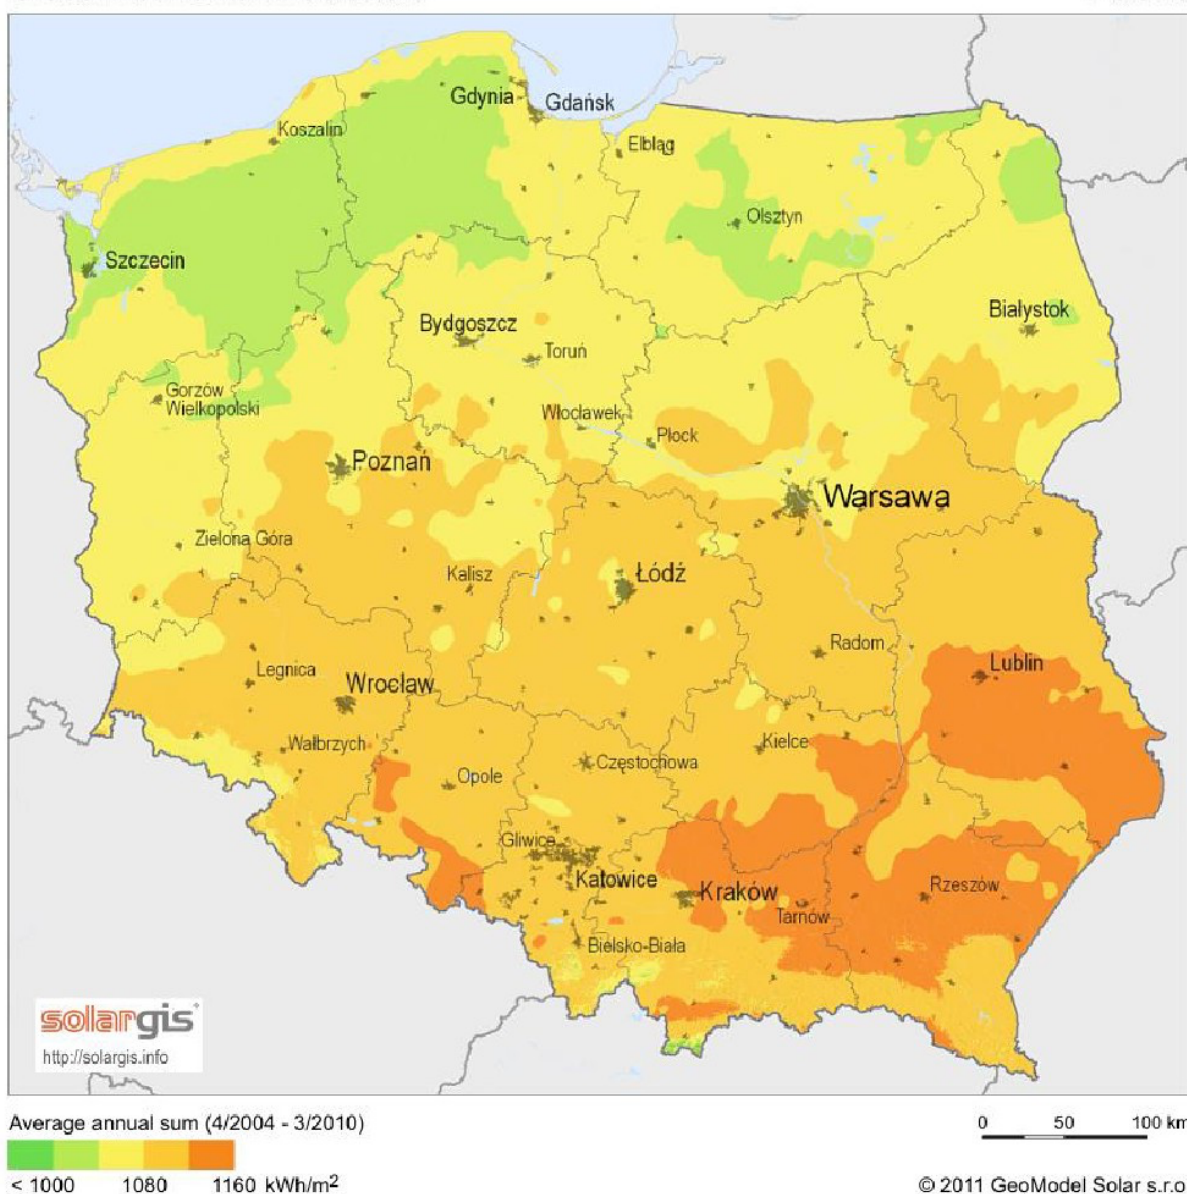 Gdynia
Gdańsk
Koszalin
Elbląg
Olsztyn
Szczecin
Białystok
Bydgoszcz
Toruń
Gorzów
Wielkopolski
Włocławek
Płock
Poznań
Warsawa
Zielona Góra
Kalisz
Łódź
Radom
Legnica
Lublin
Wrocław
Wałbrzych
Kielce
Opole
Częstochowa
Gliwice
Katowice
Kraków
Rzeszów
Tarnów
Bielsko-Biała
solargis
http://solargis.info
Average annual sum (4/2004 - 3/2010)
0 50 100 km
< 1000 1080 1160 kWh/m²
© 2011 GeoModel Solar s.r.o